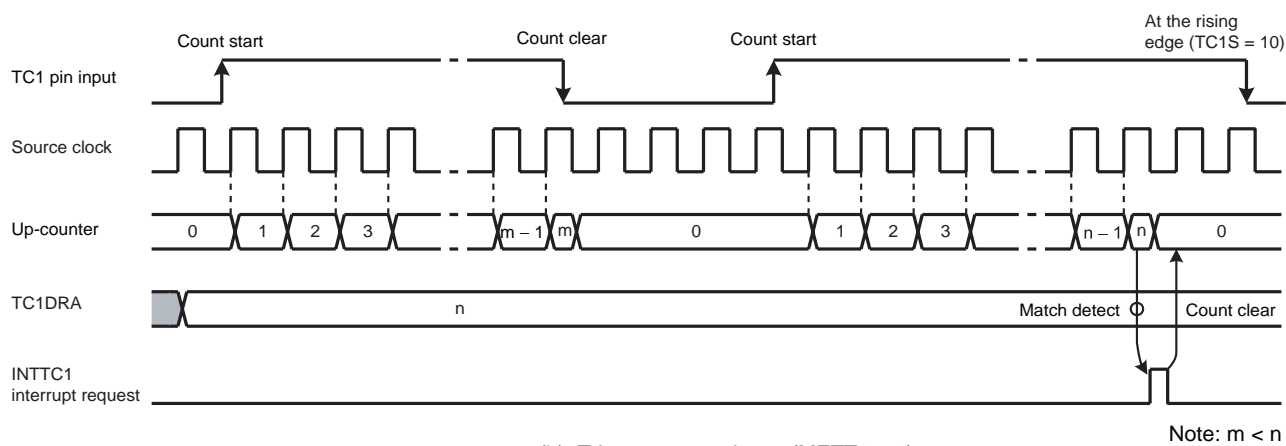 At the rising
edge (TC1S = 10)
Count start
Count clear
Count start
TC1 pin input
Source clock
Up-counter
0 1 2 3 m – 1 m 0 1 2 3 n – 1 n 0
TC1DRA
n
Match detect
Count clear
INTTC1
interrupt request
Note: m < n